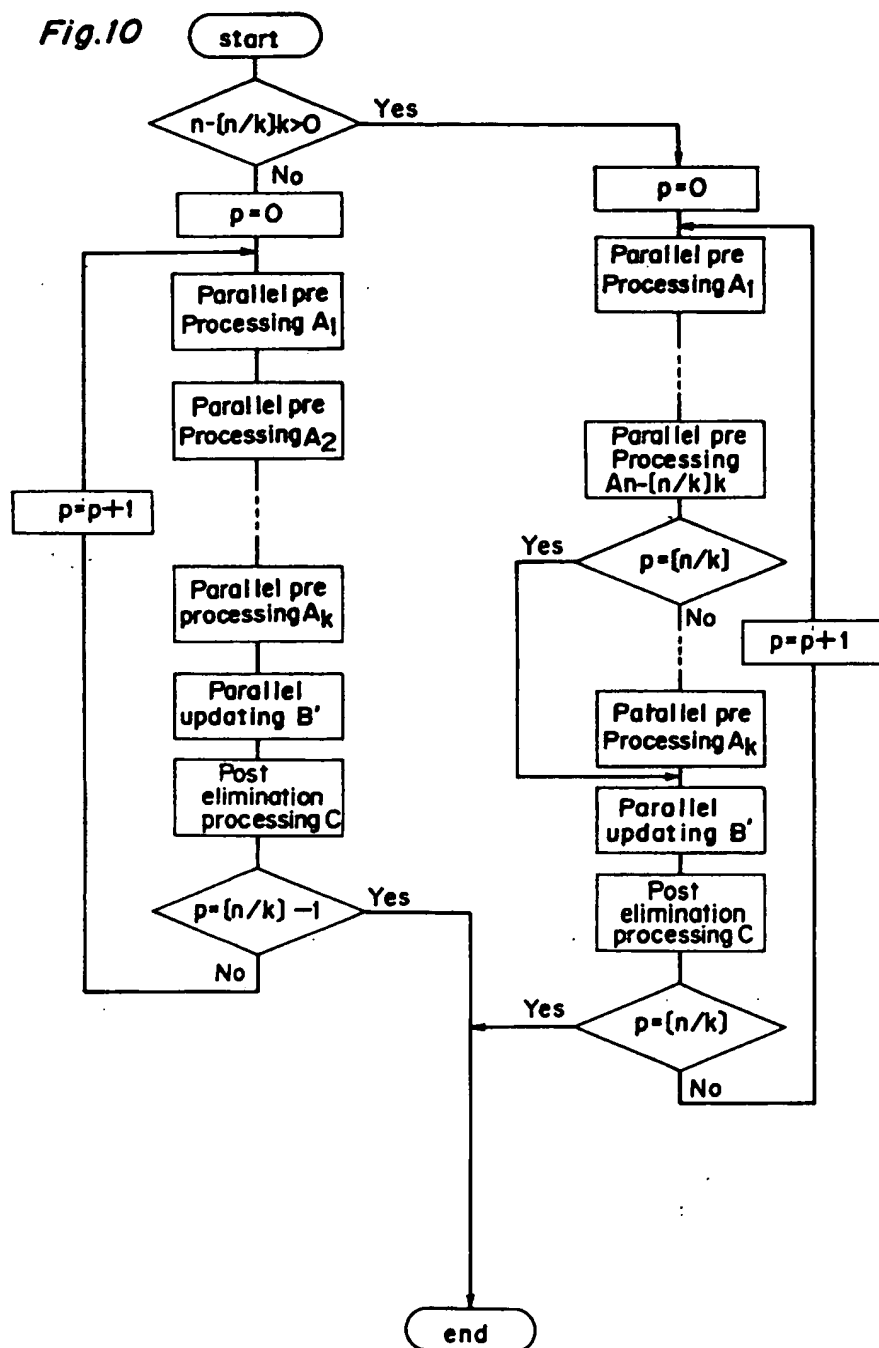 Fig.10
start
n-[n/k]k>0
Yes
No
p=0
Parallel pre
Processing A1
Parallel pre
Processing A2
p=p+1
Parallel pre
processing Ak
Parallel
updating B'
Post
elimination
processing C
p=[n/k]-1
Yes
No
p=0
Parallel pre
Processing A1
Parallel pre
Processing
An-[n/k]k
Yes
p=[n/k]
No
p=p+1
Parallel pre
Processing Ak
Parallel
updating B'
Post
elimination
processing C
Yes
p=[n/k]
No
end